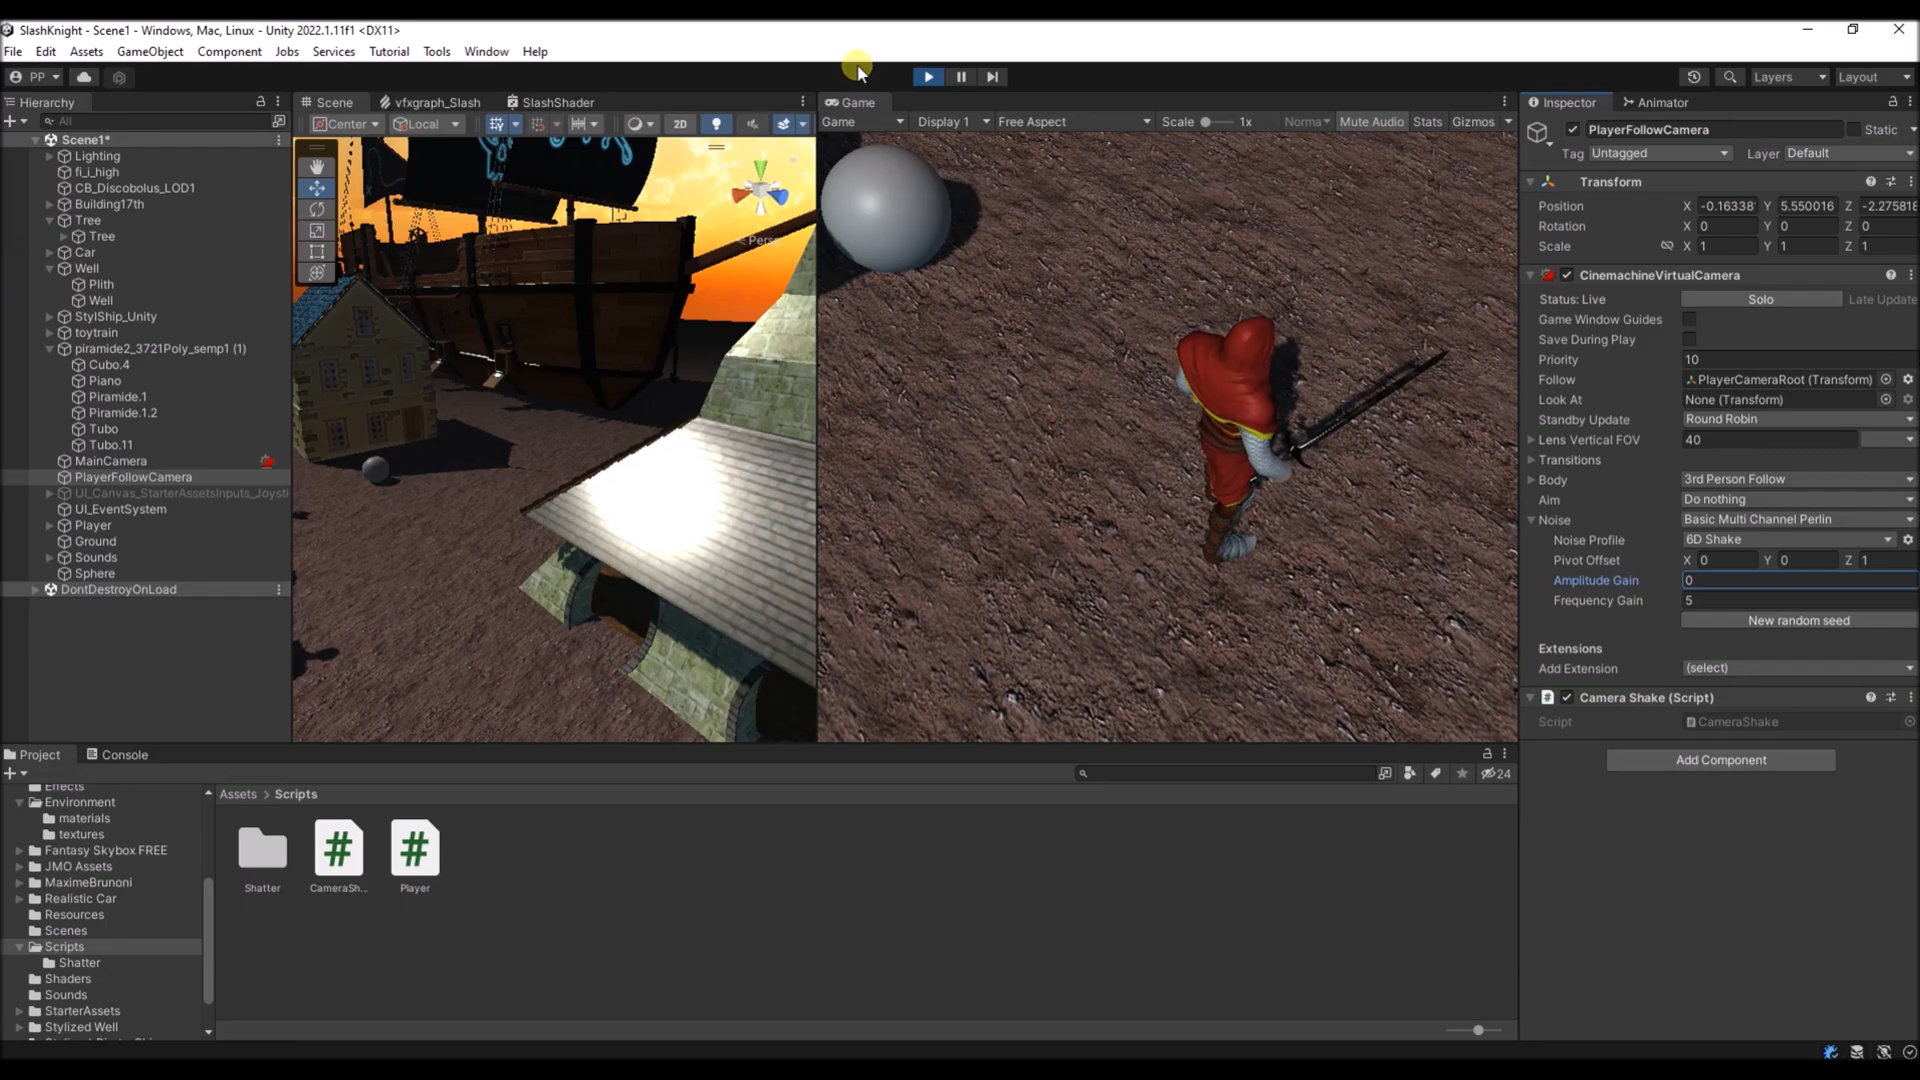 SlashKnight - Scene1 - Windows, Mac, Linux - Unity 2022.1.11f1 <DX11>
File Edit Assets GameObject Component Jobs Services Tutorial Tools Window Help
PP Layers Layout
Hierarchy
All
Scene1*
Lighting
fi_i_high
CB_Discobolus_LOD1
Building17th
Tree
Tree
Car
Well
Plith
Well
StylShip_Unity
toytrain
piramide2_3721Poly_semp1 (1)
Cubo.4
Piano
Piramide.1
Piramide.1.2
Tubo
Tubo.11
MainCamera
PlayerFollowCamera
UI_Canvas_StarterAssetsInputs_Joysti
UI_EventSystem
Player
Ground
Sounds
Sphere
DontDestroyOnLoad
Scene vfxgraph_Slash SlashShader
Center Local 2D
Persp
Game
Game Display 1 Free Aspect Scale 1x Norma Mute Audio Stats Gizmos
Inspector Animator
PlayerFollowCamera Static
Tag Untagged Layer Default
Transform
Position X -0.16338 Y 5.550016 Z -2.275818
Rotation X 0 Y 0 Z 0
Scale X 1 Y 1 Z 1
CinemachineVirtualCamera
Status: Live Solo Late Update
Game Window Guides
Save During Play
Priority 10
Follow PlayerCameraRoot (Transform)
Look At None (Transform)
Standby Update Round Robin
Lens Vertical FOV 40
Transitions
Body 3rd Person Follow
Aim Do nothing
Noise Basic Multi Channel Perlin
Noise Profile 6D Shake
Pivot Offset X 0 Y 0 Z 1
Amplitude Gain 0
Frequency Gain 5
New random seed
Extensions
Add Extension (select)
Camera Shake (Script)
Script CameraShake
Add Component
Project Console
24
Effects
Environment
materials
textures
Fantasy Skybox FREE
JMO Assets
MaximeBrunoni
Realistic Car
Resources
Scenes
Scripts
Shatter
Shaders
Sounds
StarterAssets
Stylized Well
Assets > Scripts
Shatter CameraSh... Player